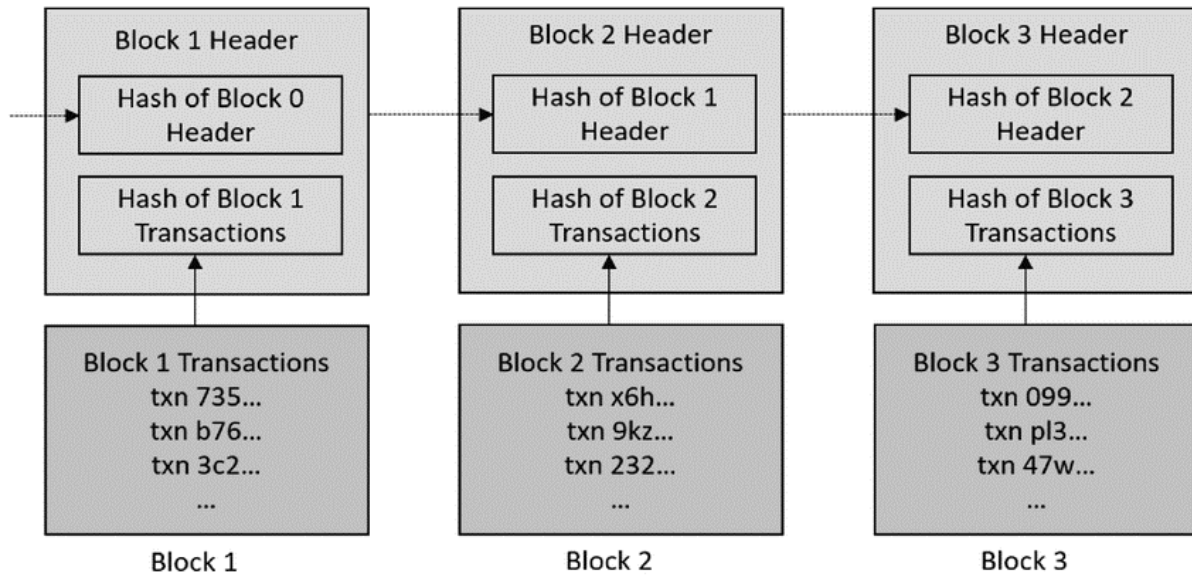 Block 1 Header
Hash of Block 0
Header
Hash of Block 1
Transactions
Block 1 Transactions
txn 735...
txn b76...
txn 3c2...
...
Block 1
Block 2 Header
Hash of Block 1
Header
Hash of Block 2
Transactions
Block 2 Transactions
txn x6h...
txn 9kz...
txn 232...
...
Block 2
Block 3 Header
Hash of Block 2
Header
Hash of Block 3
Transactions
Block 3 Transactions
txn 099...
txn pl3...
txn 47w...
...
Block 3